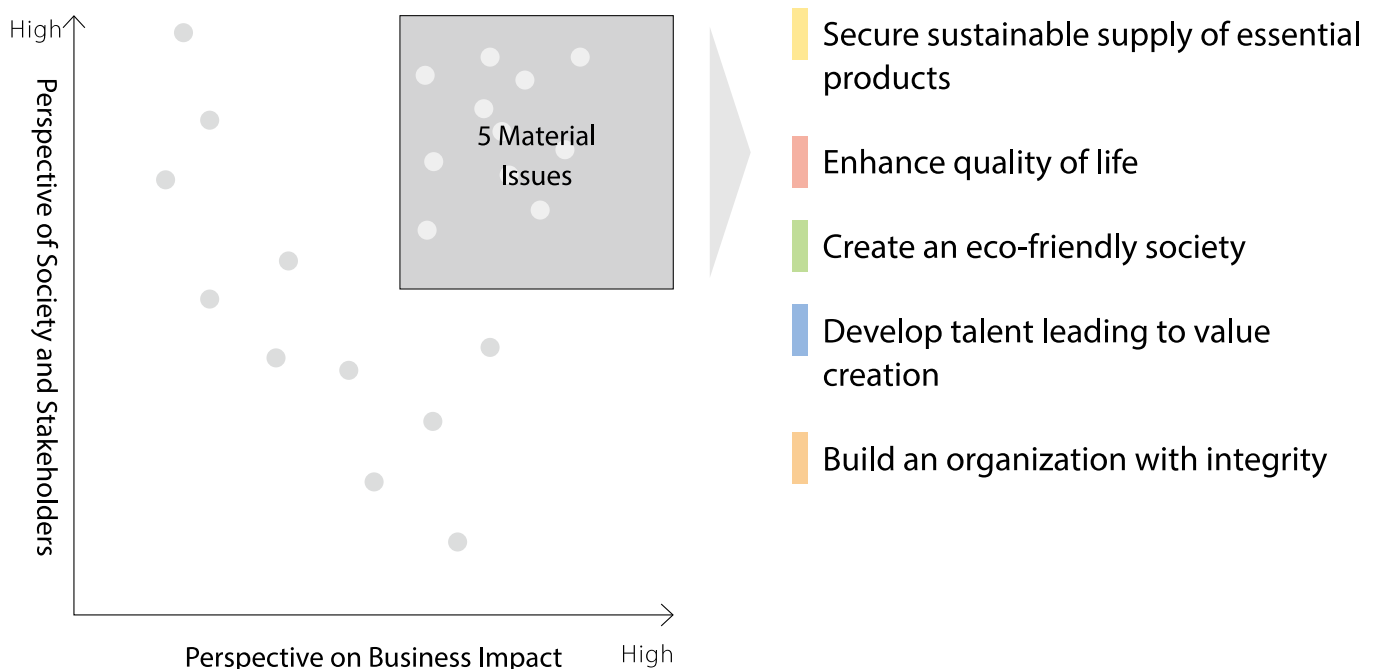 High
Perspective of Society and Stakeholders
5 Material
Issues
Perspective on Business Impact
High
Secure sustainable supply of essential
products
Enhance quality of life
Create an eco-friendly society
Develop talent leading to value
creation
Build an organization with integrity